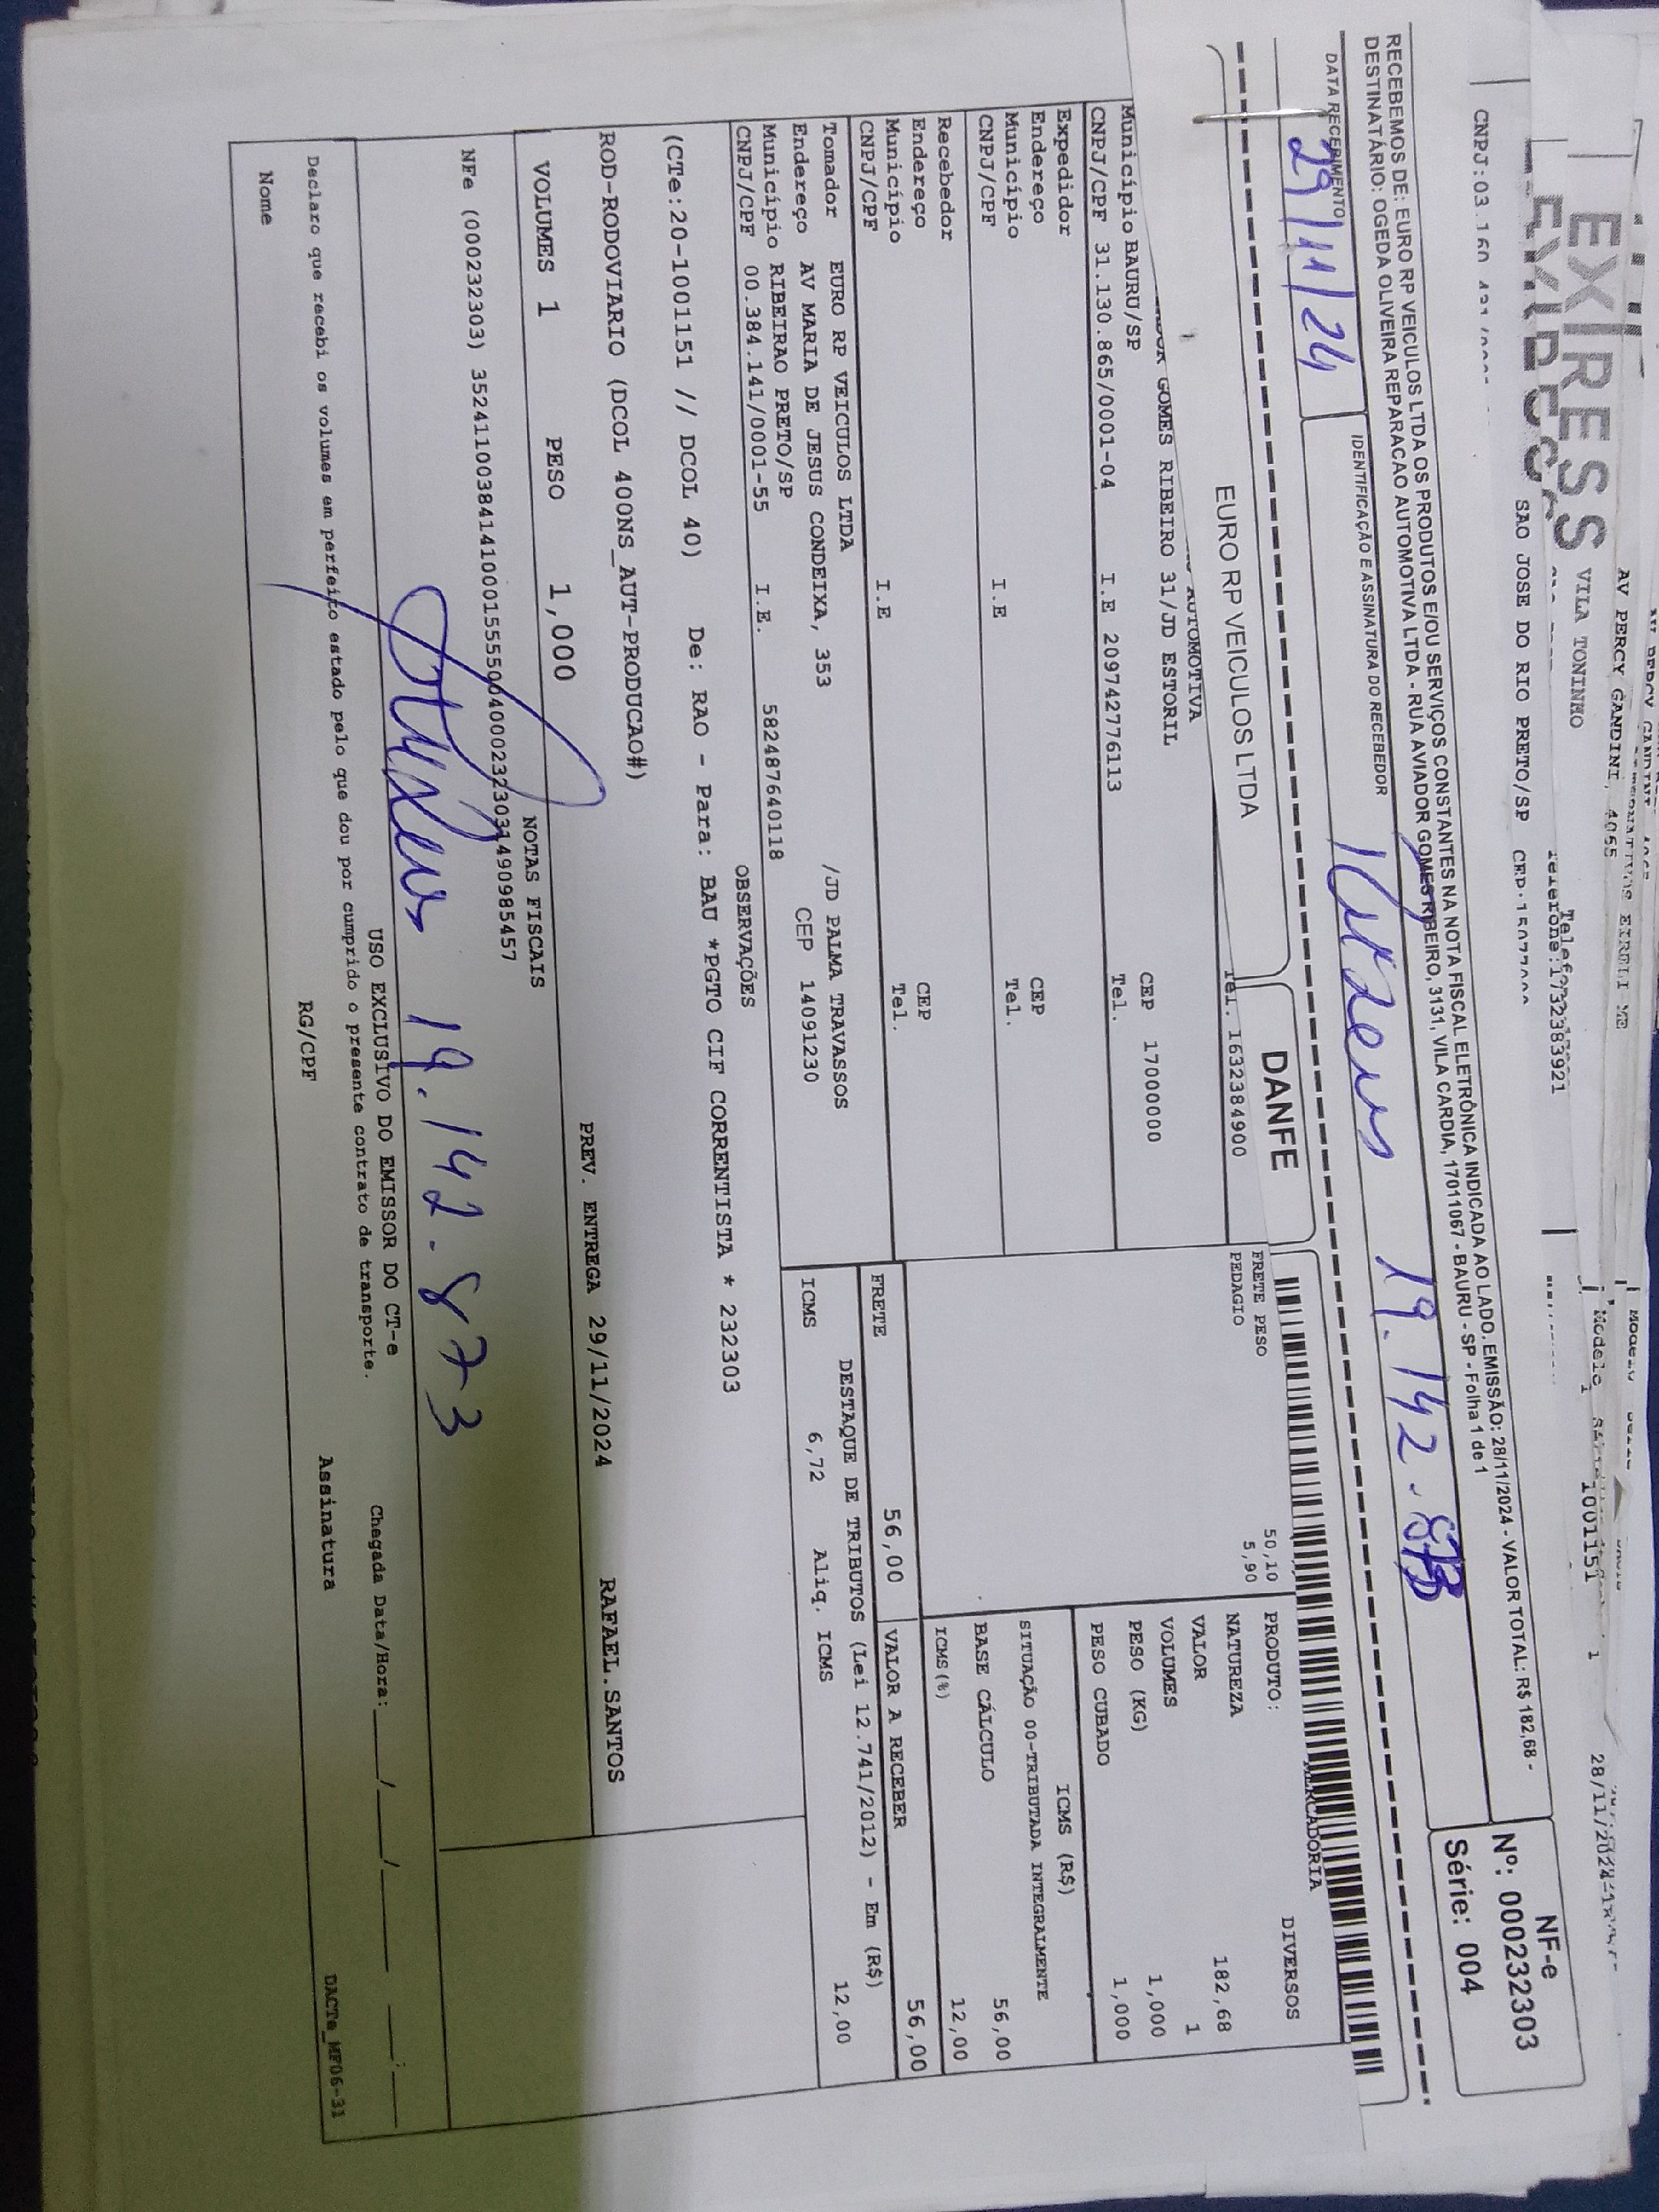 AV PERCY GANDINI, 4065
EXPRESS VILA TONINHO
SAO JOSE DO RIO PRETO/SP
1001151 1
RECEBEMOS DE: EURO RP VEICULOS LTDA OS PRODUTOS E/OU SERVIÇOS CONSTANTES NA NOTA FISCAL ELETRÔNICA INDICADA AO LADO. EMISSÃO: 28/11/2024 - VALOR TOTAL: R$ 182,68 -
DESTINATÁRIO: OGEDA OLIVEIRA REPARACAO AUTOMOTIVA LTDA - RUA AVIADOR GOMES RIBEIRO, 3131, VILA CARDIA, 17011067 - BAURU - SP - Folha 1 de 1
NF-e
Nº: 000232303
Série: 004
DATA RECEBIMENTO
IDENTIFICAÇÃO E ASSINATURA DO RECEBEDOR
29/11/24
19.142.873
EURO RP VEICULOS LTDA
DANFE
AUTOMOTIVA
Tel. 1632384900
GOMES RIBEIRO 31/JD ESTORIL
Município BAURU/SP CEP 17000000
CNPJ/CPF 31.130.865/0001-04 I.E 209742776113 Tel.
Expedidor
Endereço CEP
Município Tel.
CNPJ/CPF I.E
Recebedor
Endereço CEP
Município Tel.
CNPJ/CPF I.E
FRETE PESO 50,10
PEDAGIO 5,90
MERCADORIA
PRODUTO: DIVERSOS
NATUREZA
VALOR 182,68
VOLUMES 1
PESO (KG) 1,000
PESO CUBADO 1,000
ICMS (R$)
SITUAÇÃO 00-TRIBUTADA INTEGRALMENTE
BASE CÁLCULO 56,00
ICMS(%) 12,00
FRETE 56,00 VALOR A RECEBER 56,00
Tomador EURO RP VEICULOS LTDA
Endereço AV MARIA DE JESUS CONDEIXA, 353 /JD PALMA TRAVASSOS
Município RIBEIRAO PRETO/SP CEP 14091230
CNPJ/CPF 00.384.141/0001-55 I.E. 582487640118
DESTAQUE DE TRIBUTOS (Lei 12.741/2012) - Em (R$)
ICMS 6,72 Aliq. ICMS 12,00
OBSERVAÇÕES
(CTe:20-1001151 // DCOL 40) De: RAO - Para: BAU *PGTO CIF CORRENTISTA * 232303
ROD-RODOVIARIO (DCOL 400NS_AUT-PRODUCAO#)
PREV. ENTREGA 29/11/2024 RAFAEL.SANTOS
VOLUMES 1 PESO 1,000
NOTAS FISCAIS
NFe (000232303) 35241100384141000155550040002323031490985457
19.142.873
USO EXCLUSIVO DO EMISSOR DO CT-e
Chegada Data/Hora: ____/____/______ ____:____
Declaro que recebi os volumes em perfeito estado pelo que dou por cumprido o presente contrato de transporte.
Nome RG/CPF Assinatura
DACTe_MF06-31